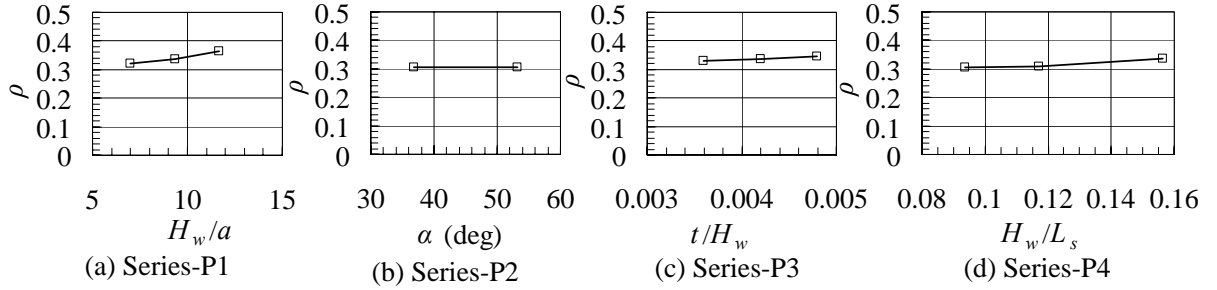 0.5
0.4
0.3
0.2
0.1
0
ρ
5 10 15
H_w/a
(a) Series-P1
0.5
0.4
0.3
0.2
0.1
0
ρ
30 40 50 60
α (deg)
(b) Series-P2
0.5
0.4
0.3
0.2
0.1
0
ρ
0.003 0.004 0.005
t/H_w
(c) Series-P3
0.5
0.4
0.3
0.2
0.1
0
ρ
0.08 0.1 0.12 0.14 0.16
H_w/L_s
(d) Series-P4